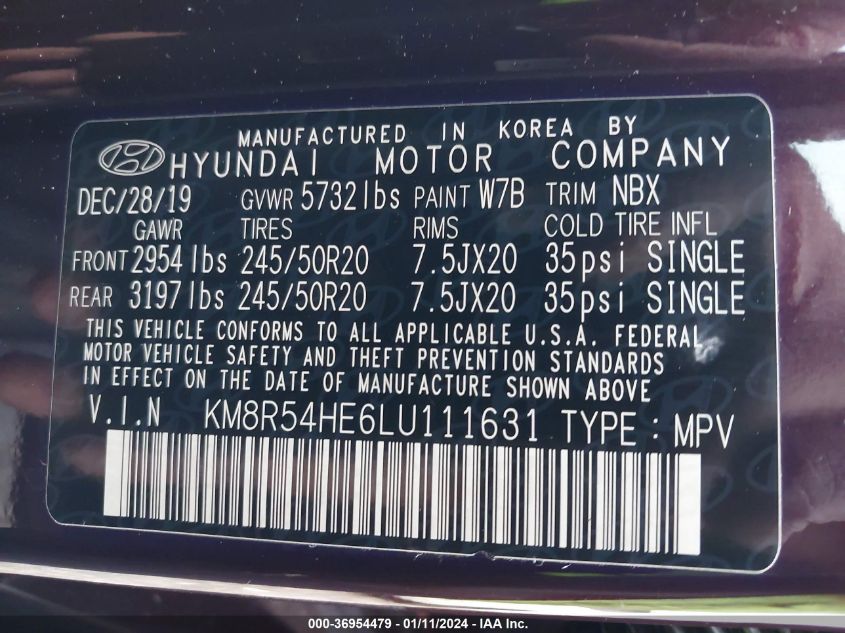 MANUFACTURED IN KOREA BY
HYUNDAI MOTOR COMPANY
DEC/28/19 GVWR 5732lbs PAINT W7B TRIM NBX
GAWR TIRES RIMS COLD TIRE INFL
FRONT 2954lbs 245/50R20 7.5JX20 35psi SINGLE
REAR 3197lbs 245/50R20 7.5JX20 35psi SINGLE
THIS VEHICLE CONFORMS TO ALL APPLICABLE U.S.A. FEDERAL
MOTOR VEHICLE SAFETY AND THEFT PREVENTION STANDARDS
IN EFFECT ON THE DATE OF MANUFACTURE SHOWN ABOVE
V.I.N KM8R54HE6LU111631 TYPE : MPV
000-36954479 - 01/11/2024 - IAA Inc.